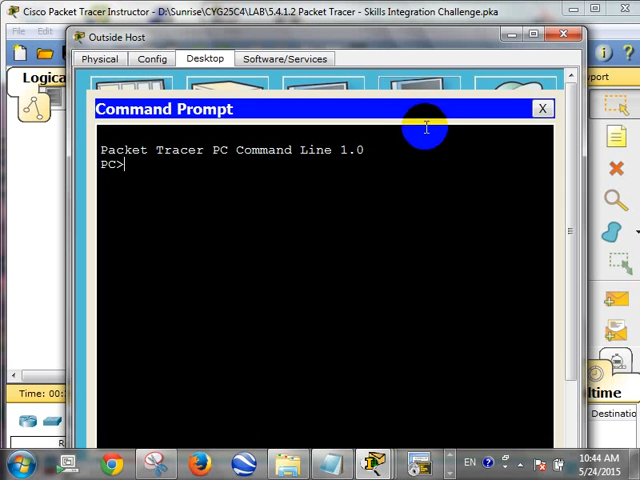 Cisco Packet Tracer Instructor - D:\Sunrise\CYG25C4\LAB\5.4.1.2 Packet Tracer - Skills Integration Challenge.pka
File Edit
Outside Host
Physical Config Desktop Software/Services
Logica
port
Command Prompt X
Packet Tracer PC Command Line 1.0
PC>
Time: 00:
ltime
Destinatio
EN
10:44 AM
5/24/2015